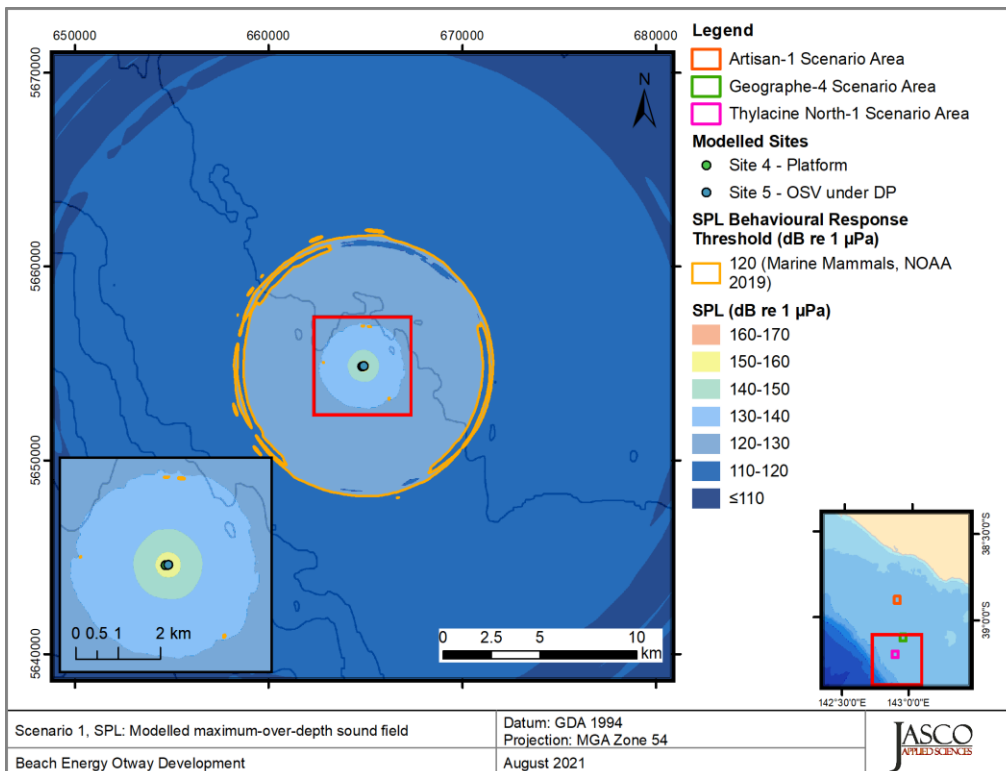 650000
660000
670000
680000
5670000
5660000
5650000
5640000
N
0 0.5 1 2 km
0 2.5 5 10
km
Legend
Artisan-1 Scenario Area
Geographe-4 Scenario Area
Thylacine North-1 Scenario Area
Modelled Sites
Site 4 - Platform
Site 5 - OSV under DP
SPL Behavioural Response
Threshold (dB re 1 µPa)
120 (Marine Mammals, NOAA
2019)
SPL (dB re 1 µPa)
160-170
150-160
140-150
130-140
120-130
110-120
≤110
38°30'S
39°0'S
142°30'0"E
143°0'0"E
Scenario 1, SPL: Modelled maximum-over-depth sound field
Datum: GDA 1994
Projection: MGA Zone 54
Beach Energy Otway Development
August 2021
JASCO
APPLIED SCIENCES